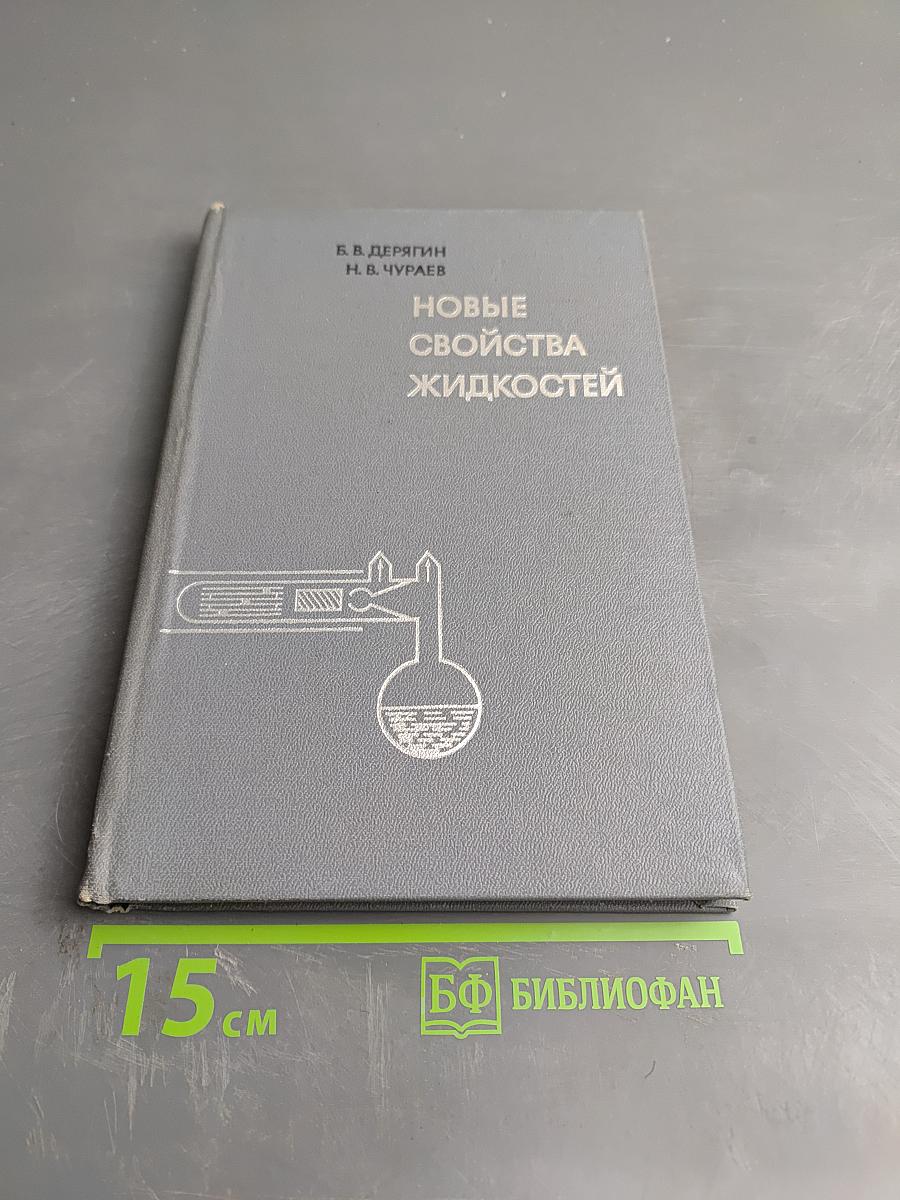 Б. В. ДЕРЯГИН
Н. В. ЧУРАЕВ
НОВЫЕ
СВОЙСТВА
ЖИДКОСТЕЙ
15 см
БФ БИБЛИОФАН